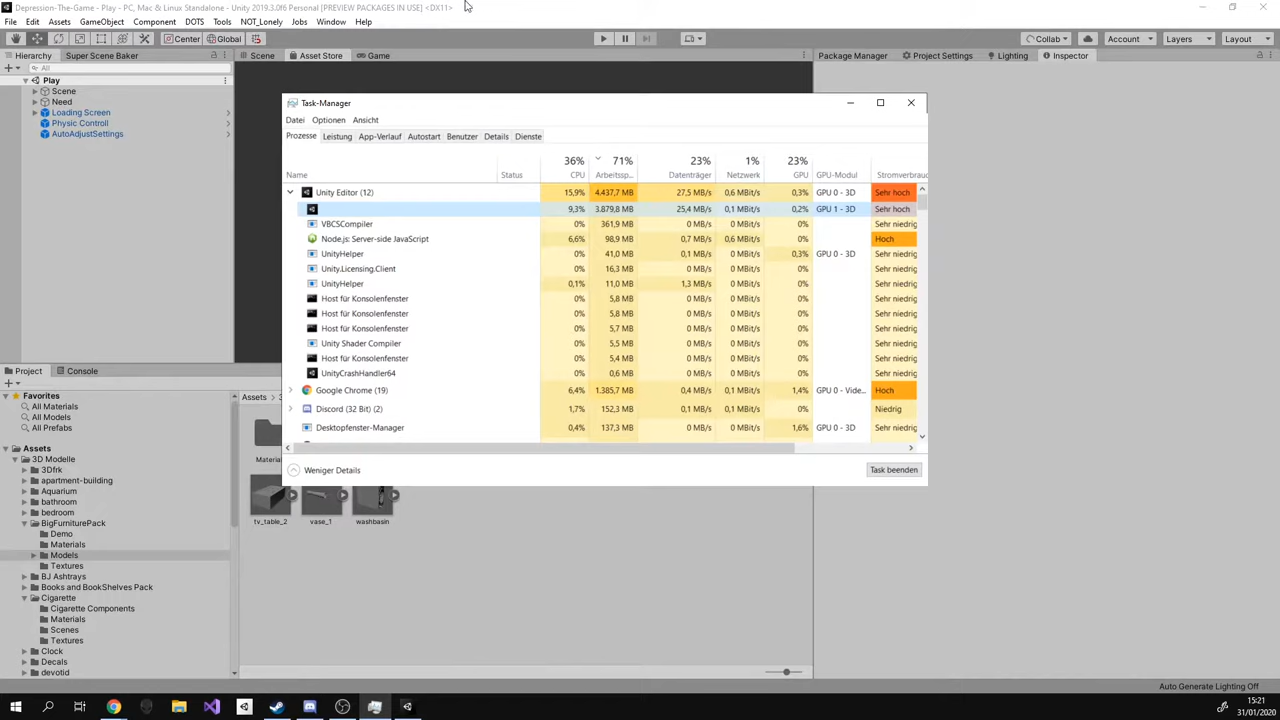 Depression-The-Game - Play - PC, Mac & Linux Standalone - Unity 2019.3.0f6 Personal [PREVIEW PACKAGES IN USE] <DX11>
File Edit Assets GameObject Component DOTS Tools NOT_Lonely Jobs Window Help
Center Global Collab Account Layers Layout
Hierarchy Super Scene Baker Scene Asset Store Game Package Manager Project Settings Lighting Inspector
All
Play
Scene
Need
Loading Screen
Physic Controll
AutoAdjustSettings
Task-Manager
Datei Optionen Ansicht
Prozesse Leistung App-Verlauf Autostart Benutzer Details Dienste
36% 71% 23% 1% 23%
Name Status CPU Arbeitssp... Datenträger Netzwerk GPU GPU-Modul Stromverbrauc
Unity Editor (12) 15,9% 4.437,7 MB 27,5 MB/s 0,6 MBit/s 0,3% GPU 0 - 3D Sehr hoch
9,3% 3.879,8 MB 25,4 MB/s 0,1 MBit/s 0,2% GPU 1 - 3D Sehr hoch
VBCSCompiler 0% 361,9 MB 0 MB/s 0 MBit/s 0% Sehr niedrig
Node.js: Server-side JavaScript 6,6% 98,9 MB 0,7 MB/s 0,6 MBit/s 0% Hoch
UnityHelper 0% 41,0 MB 0,1 MB/s 0 MBit/s 0,3% GPU 0 - 3D Sehr niedrig
Unity.Licensing.Client 0% 16,3 MB 0 MB/s 0 MBit/s 0% Sehr niedrig
UnityHelper 0,1% 11,0 MB 1,3 MB/s 0 MBit/s 0% Sehr niedrig
Host für Konsolenfenster 0% 5,8 MB 0 MB/s 0 MBit/s 0% Sehr niedrig
Host für Konsolenfenster 0% 5,8 MB 0 MB/s 0 MBit/s 0% Sehr niedrig
Host für Konsolenfenster 0% 5,7 MB 0 MB/s 0 MBit/s 0% Sehr niedrig
Unity Shader Compiler 0% 5,5 MB 0 MB/s 0 MBit/s 0% Sehr niedrig
Host für Konsolenfenster 0% 5,4 MB 0 MB/s 0 MBit/s 0% Sehr niedrig
UnityCrashHandler64 0% 0,6 MB 0 MB/s 0 MBit/s 0% Sehr niedrig
Google Chrome (19) 6,4% 1.385,7 MB 0,4 MB/s 0,1 MBit/s 1,4% GPU 0 - Vide... Hoch
Discord (32 Bit) (2) 1,7% 152,3 MB 0,1 MB/s 0,1 MBit/s 0% Niedrig
Desktopfenster-Manager 0,4% 137,3 MB 0 MB/s 0 MBit/s 1,6% GPU 0 - 3D Sehr niedrig
Weniger Details Task beenden
Project Console
Favorites
All Materials
All Models
All Prefabs
Assets
3D Modelle
3Dfrk
apartment-building
Aquarium
bathroom
bedroom
BigFurniturePack
Demo
Materials
Models
Textures
BJ Ashtrays
Books and BookShelves Pack
Cigarette
Cigarette Components
Materials
Scenes
Textures
Clock
Decals
devotid
Assets
Material
tv_table_2 vase_1 washbasin
Auto Generate Lighting Off
15:21
31/01/2020